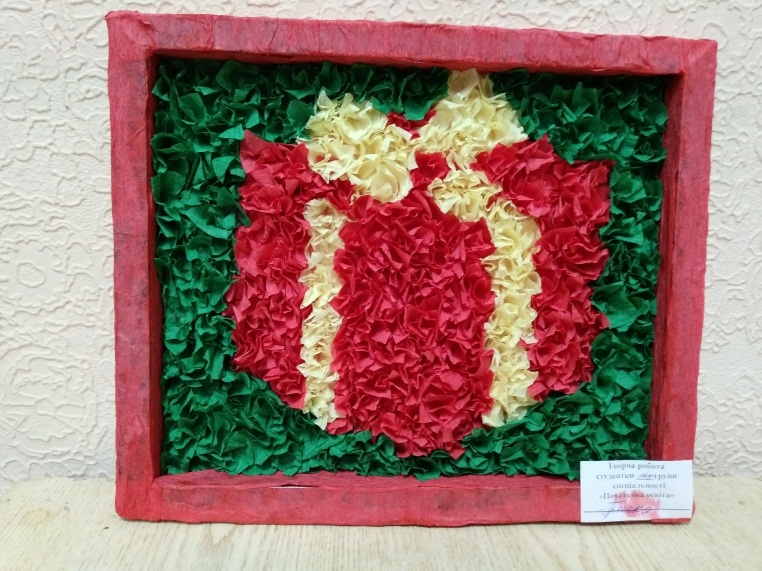 Творча робота
студентки групи
спеціальності
«Початкова освіта»